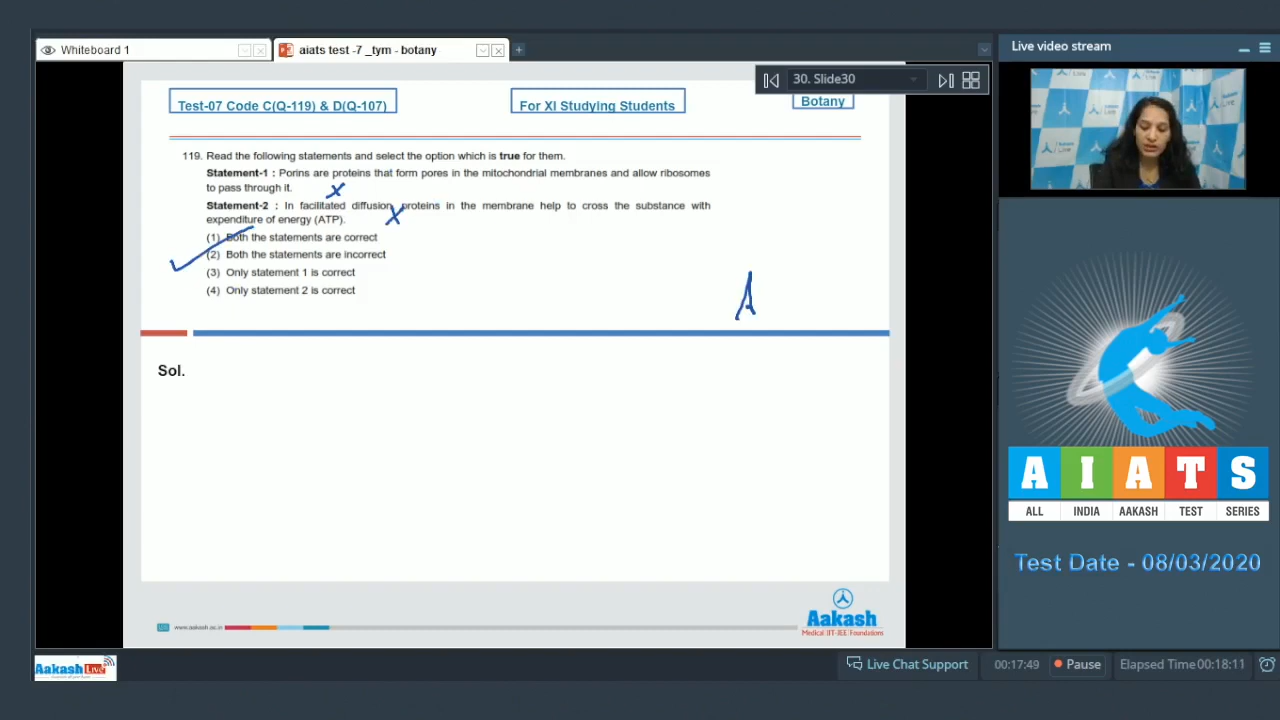 Whiteboard 1
aiats test -7 _tym - botany
Live video stream
30. Slide30
Test-07 Code C(Q-119) & D(Q-107)
For XI Studying Students
Botany
119. Read the following statements and select the option which is true for them.
Statement-1 : Porins are proteins that form pores in the mitochondrial membranes and allow ribosomes
to pass through it.
Statement-2 : In facilitated diffusion, proteins in the membrane help to cross the substance with
expenditure of energy (ATP).
(1) Both the statements are correct
(2) Both the statements are incorrect
(3) Only statement 1 is correct
(4) Only statement 2 is correct
Sol.
A I A T S
ALL INDIA AAKASH TEST SERIES
Test Date - 08/03/2020
www.aakash.ac.in
Aakash
Medical|IIT-JEE|Foundations
Aakash Live
Live Chat Support
00:17:49
Pause
Elapsed Time 00:18:11